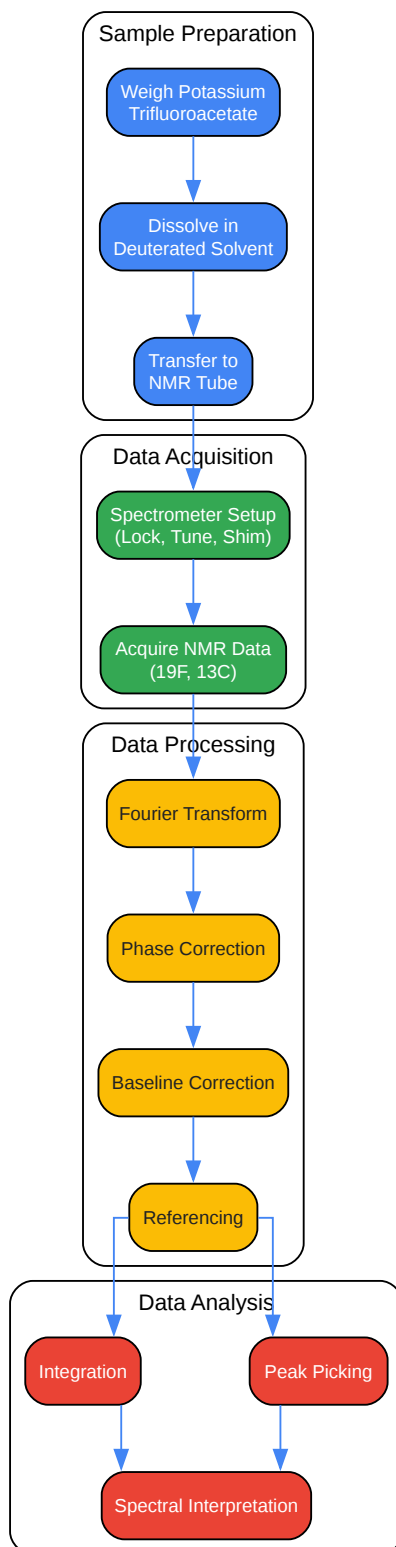 Sample Preparation
Weigh Potassium
Trifluoroacetate
Dissolve in
Deuterated Solvent
Transfer to
NMR Tube
Data Acquisition
Spectrometer Setup
(Lock, Tune, Shim)
Acquire NMR Data
(19F, 13C)
Data Processing
Fourier Transform
Phase Correction
Baseline Correction
Referencing
Data Analysis
Integration
Peak Picking
Spectral Interpretation